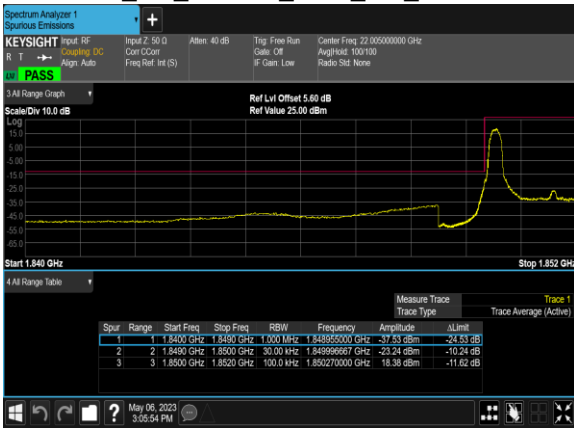 Spectrum Analyzer 1
Spurious Emissions
+
KEYSIGHT Input: RF Input Z: 50 Ω Atten: 40 dB Trig: Free Run Center Freq: 22.005000000 GHz
R T Coupling: DC Corr CCorr Gate: Off Avg|Hold: 100/100
Align: Auto Freq Ref: Int (S) IF Gain: Low Radio Std: None
PASS
3 All Range Graph
Ref Lvl Offset 5.60 dB
Scale/Div 10.0 dB Ref Value 25.00 dBm
Log
15.0
5.00
-5.00
-15.0
-25.0
-35.0
-45.0
-55.0
-65.0
Start 1.840 GHz Stop 1.852 GHz
4 All Range Table
Measure Trace Trace 1
Trace Type Trace Average (Active)
Spur Range Start Freq Stop Freq RBW Frequency Amplitude ΔLimit
1 1 1.8400 GHz 1.8490 GHz 1.000 MHz 1.848955000 GHz -37.53 dBm -24.53 dB
2 2 1.8490 GHz 1.8500 GHz 30.00 kHz 1.849996667 GHz -23.24 dBm -10.24 dB
3 3 1.8500 GHz 1.8520 GHz 100.0 kHz 1.850270000 GHz 18.38 dBm -11.62 dB
? May 06, 2023
3:05:54 PM